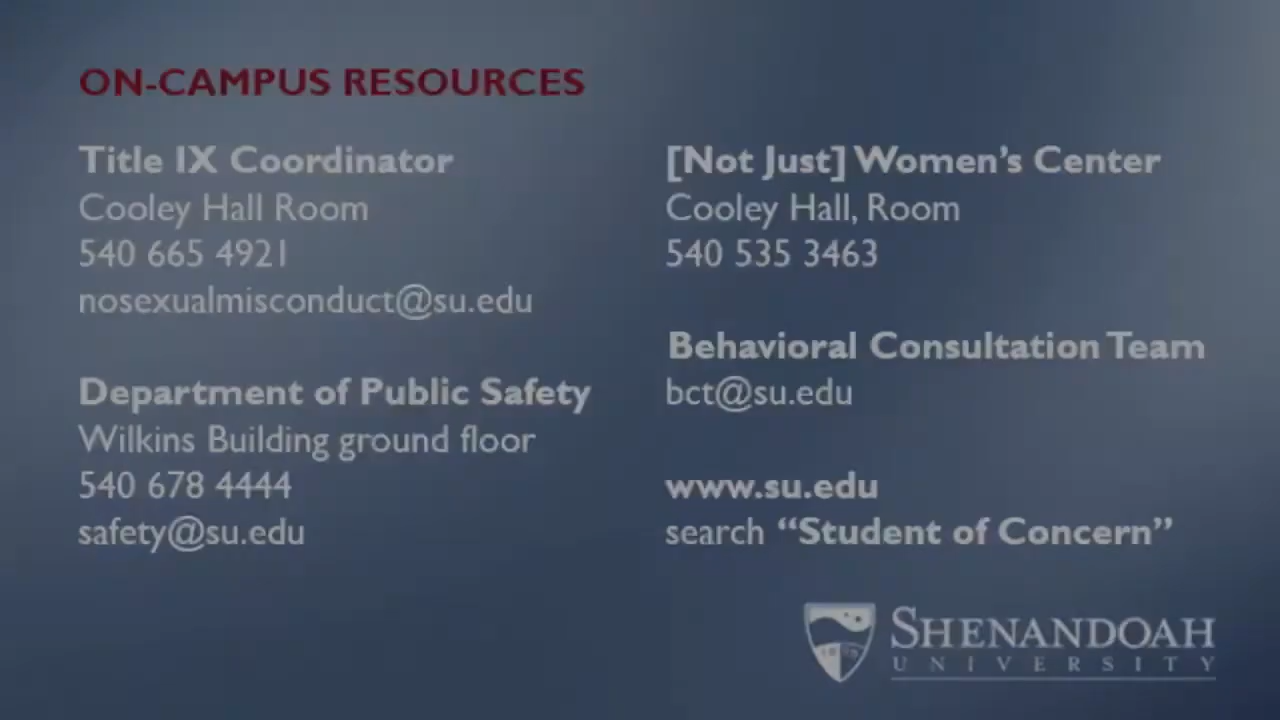 ON-CAMPUS RESOURCES
Title IX Coordinator
Cooley Hall Room
540 665 4921
nosexualmisconduct@su.edu
Department of Public Safety
Wilkins Building ground floor
540 678 4444
safety@su.edu
[Not Just] Women's Center
Cooley Hall, Room
540 535 3463
Behavioral Consultation Team
bct@su.edu
www.su.edu
search “Student of Concern”
SHENANDOAH
UNIVERSITY